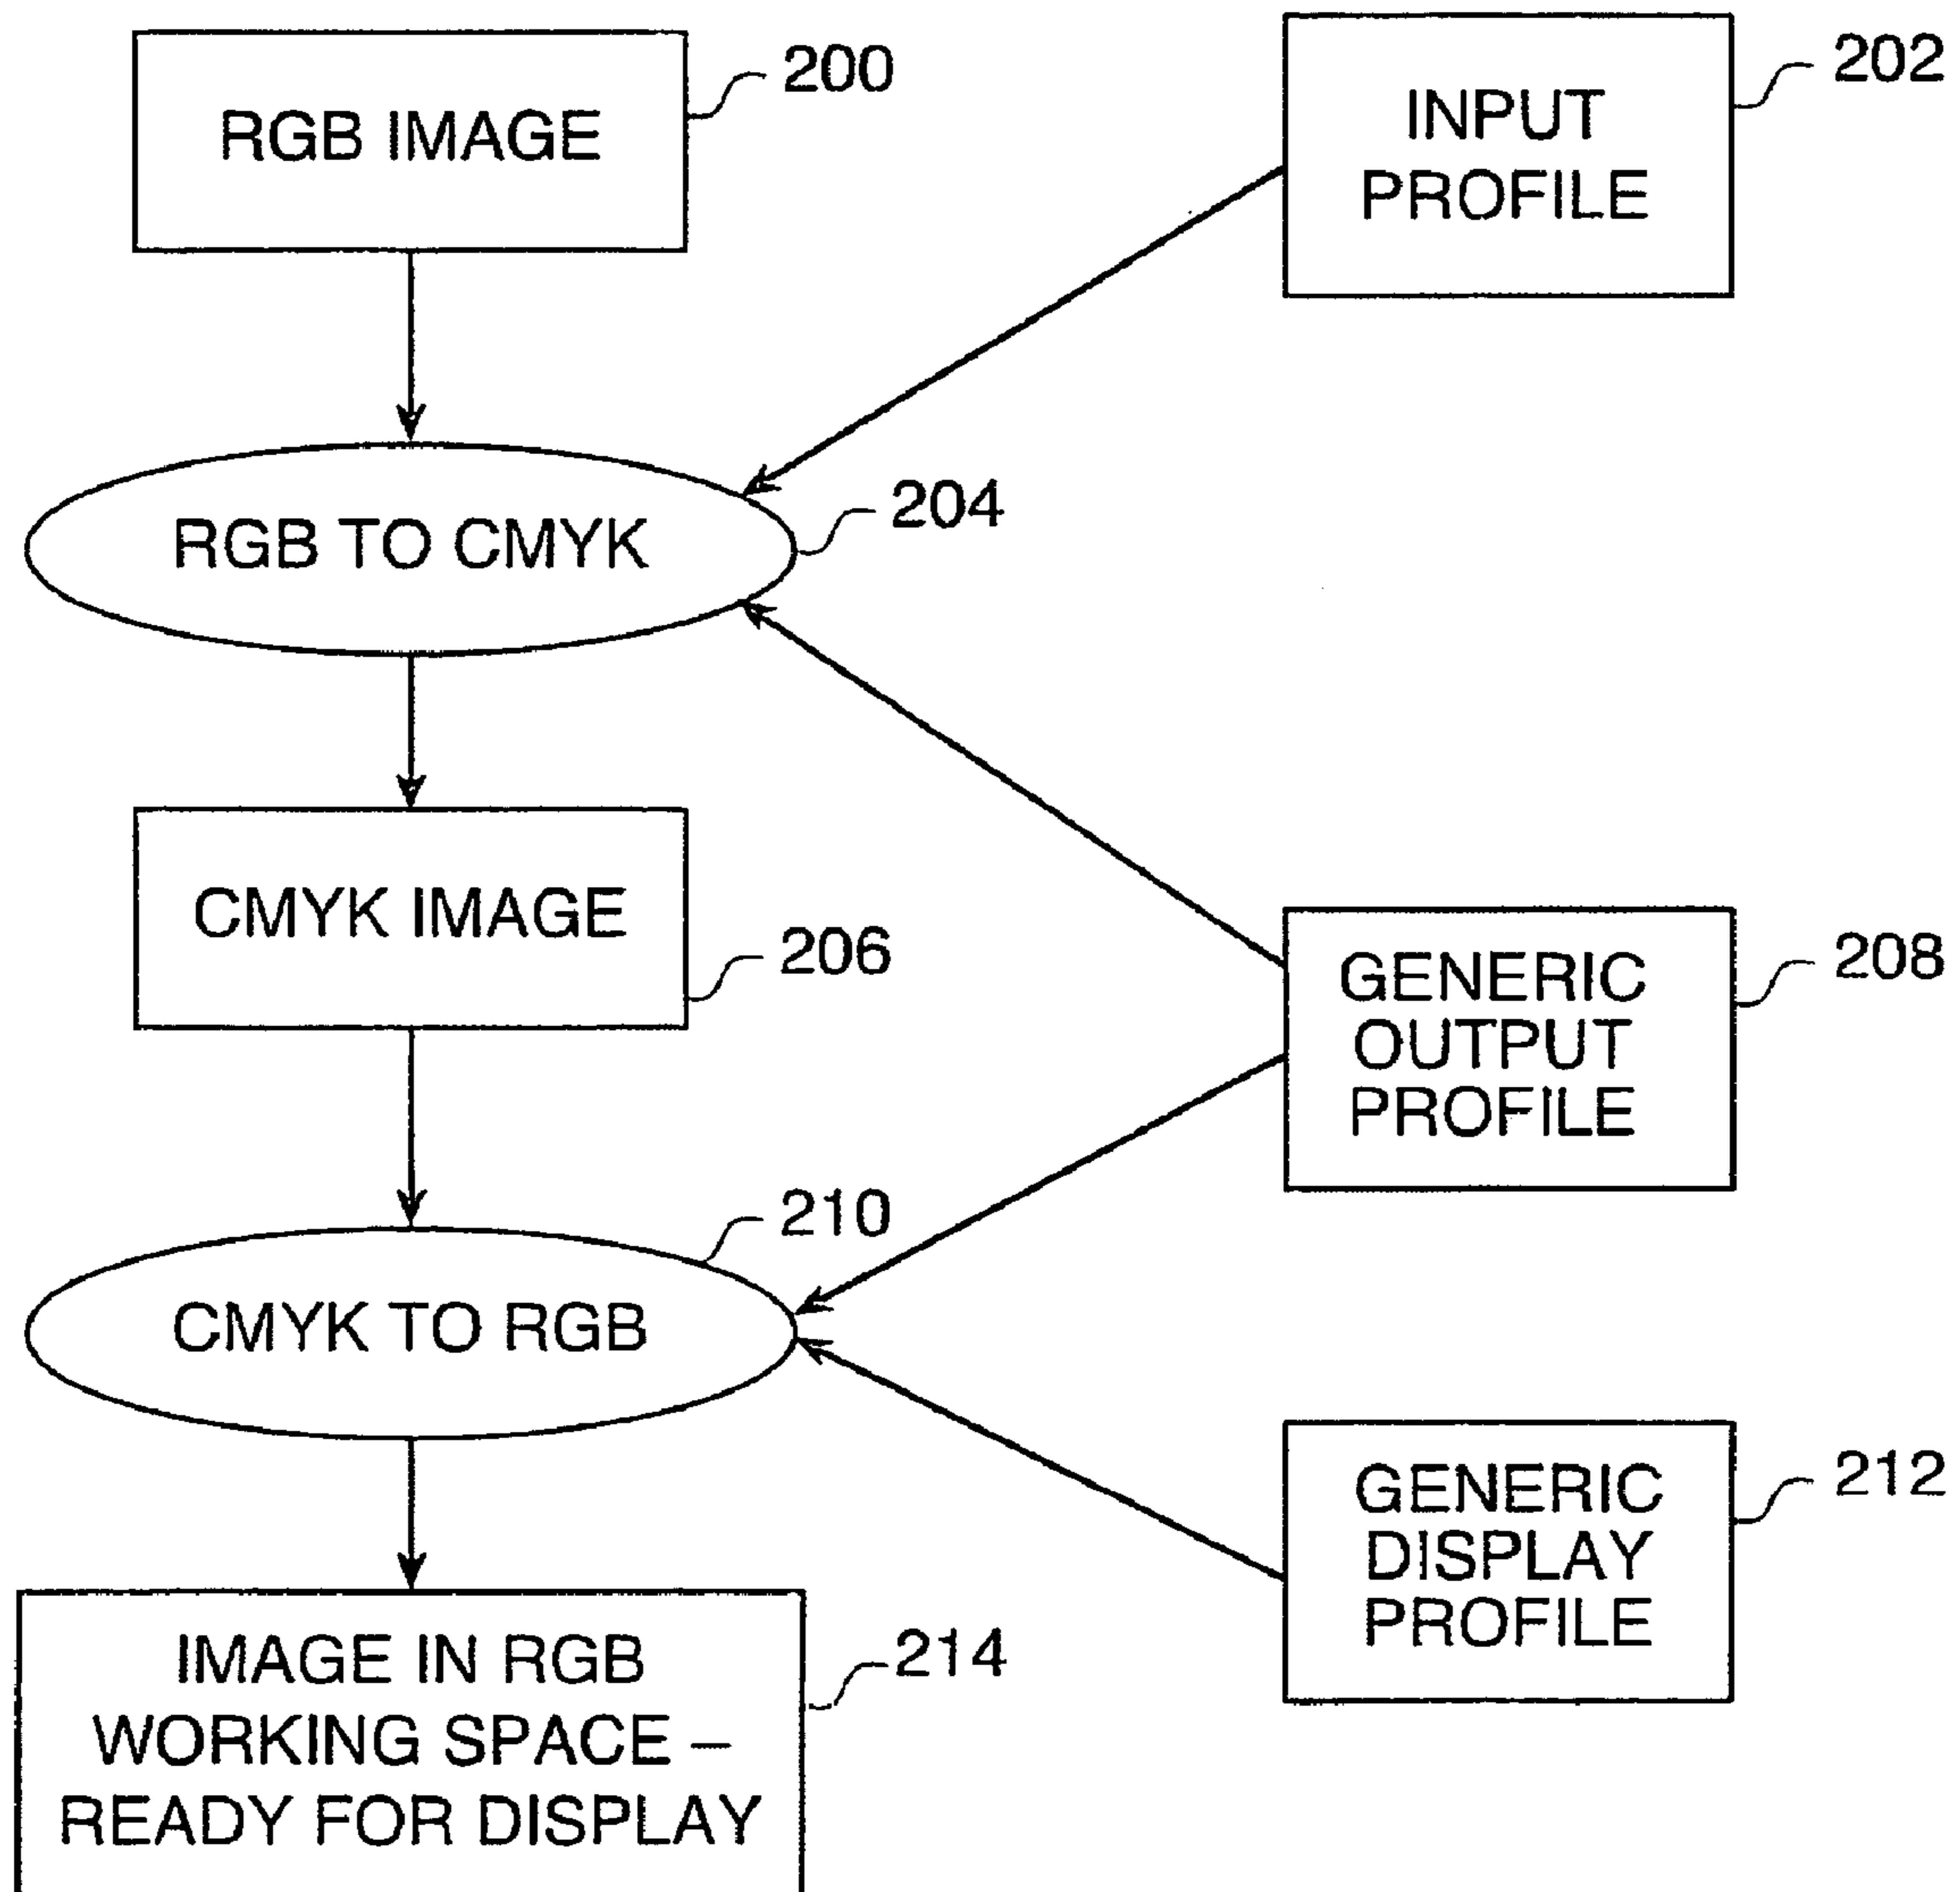 RGB IMAGE
200
INPUT
PROFILE
202
RGB TO CMYK
204
CMYK IMAGE
206
GENERIC
OUTPUT
PROFILE
208
CMYK TO RGB
210
GENERIC
DISPLAY
PROFILE
212
IMAGE IN RGB
WORKING SPACE –
READY FOR DISPLAY
214